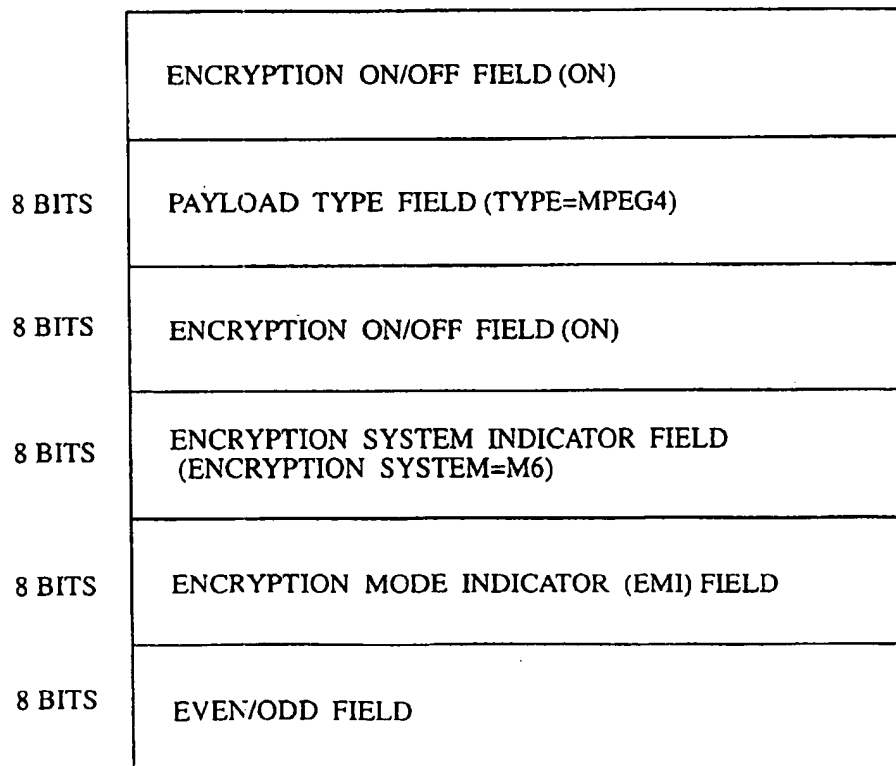 ENCRYPTION ON/OFF FIELD (ON)
8 BITS PAYLOAD TYPE FIELD (TYPE=MPEG4)
8 BITS ENCRYPTION ON/OFF FIELD (ON)
8 BITS ENCRYPTION SYSTEM INDICATOR FIELD
(ENCRYPTION SYSTEM=M6)
8 BITS ENCRYPTION MODE INDICATOR (EMI) FIELD
8 BITS EVEN/ODD FIELD